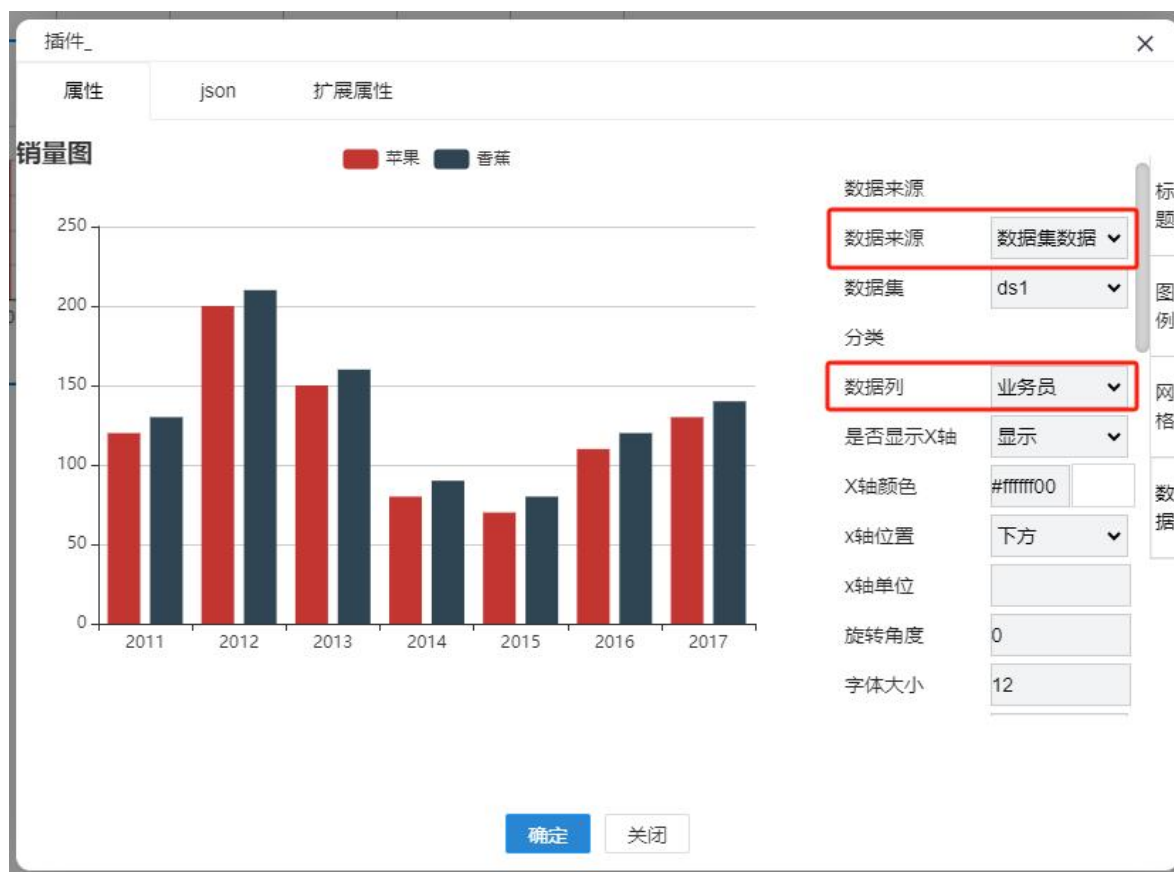 插件_
属性
json
扩展属性
销量图
苹果
香蕉
250
200
150
100
50
0
2011
2012
2013
2014
2015
2016
2017
数据来源
数据来源
数据集数据
数据集
ds1
分类
数据列
业务员
是否显示X轴
显示
X轴颜色
#ffffff00
x轴位置
下方
x轴单位
旋转角度
0
字体大小
12
标
题
图
例
网
格
数
据
确定
关闭